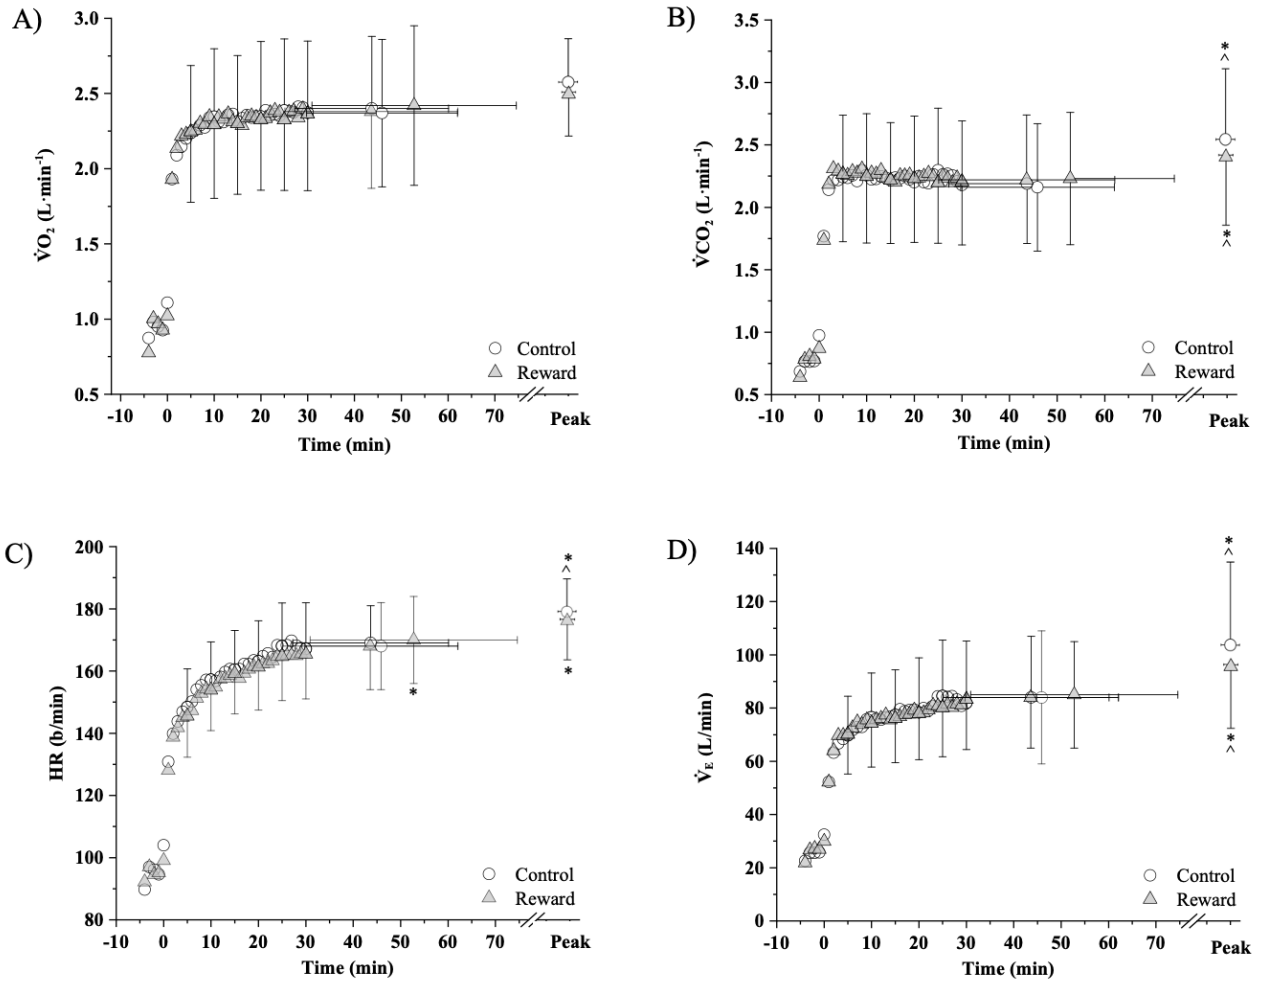 A)
3.0
2.5
2.0
1.5
1.0
0.5
V̇O₂ (L·min⁻¹)
Control
Reward
-10 0 10 20 30 40 50 60 70 Peak
Time (min)
B)
3.5
3.0
2.5
2.0
1.5
1.0
0.5
V̇CO₂ (L·min⁻¹)
*
^
*
^
Control
Reward
-10 0 10 20 30 40 50 60 70 Peak
Time (min)
C)
200
180
160
140
120
100
80
HR (b/min)
*
^
*
*
Control
Reward
-10 0 10 20 30 40 50 60 70 Peak
Time (min)
D)
140
120
100
80
60
40
20
0
V̇E (L/min)
*
^
*
^
Control
Reward
-10 0 10 20 30 40 50 60 70 Peak
Time (min)